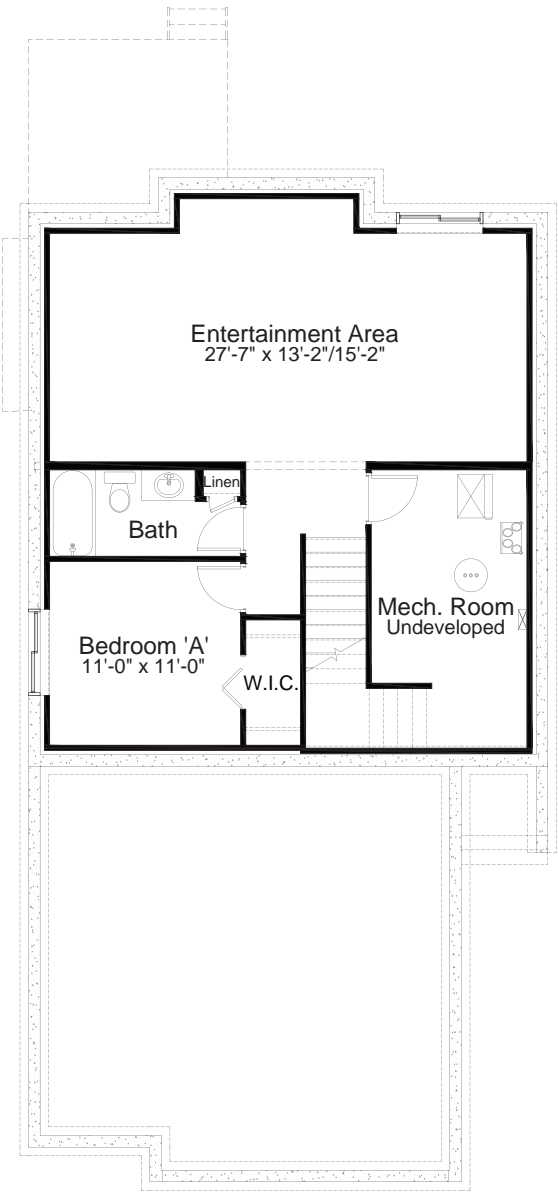 Entertainment Area
27'-7" x 13'-2"/15'-2"
Linen
Bath
Mech. Room
Undeveloped
Bedroom 'A'
11'-0" x 11'-0"
W.I.C.